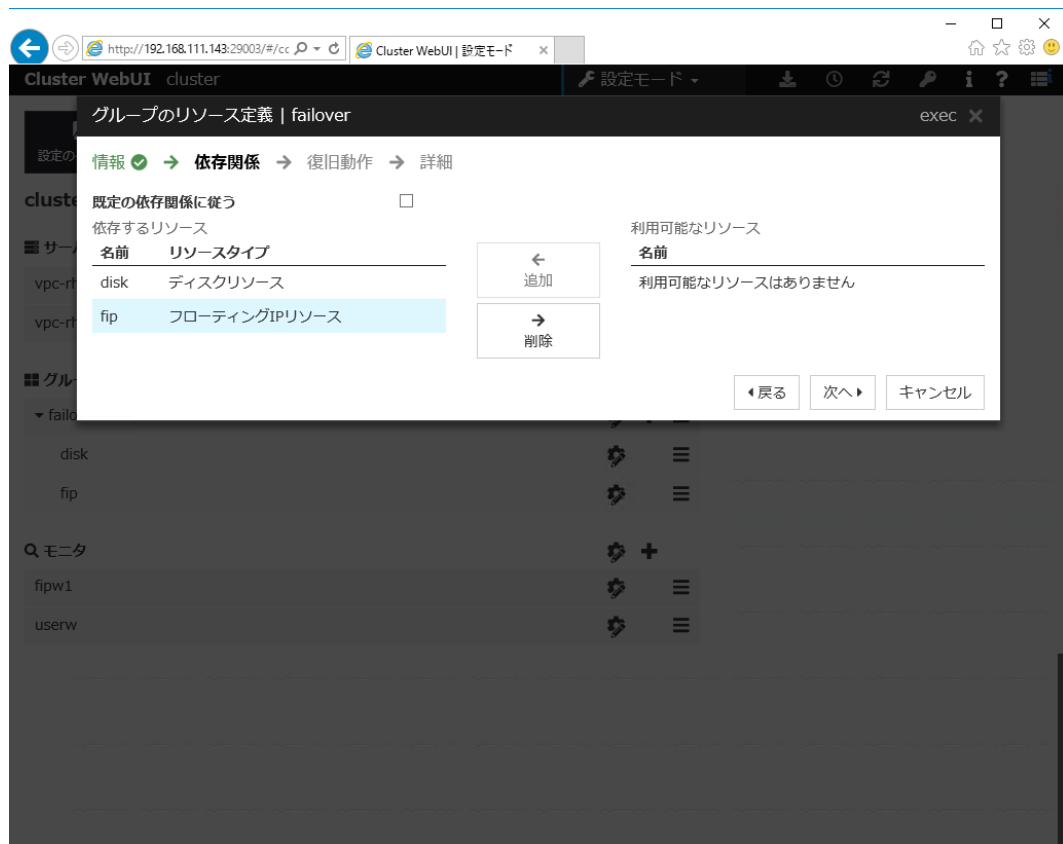 http://192.168.111.143:29003/#/cc
Cluster WebUI | 設定モード
Cluster WebUI cluster 設定モード
グループのリソース定義 | failover exec
設定の
情報 依存関係 復旧動作 詳細
cluste
既定の依存関係に従う
依存するリソース 利用可能なリソース
サー
名前 リソースタイプ 名前
追加
vpc-rh
disk ディスクリソース 利用可能なリソースはありません
fip フローティングIPリソース
vpc-rh
削除
グルー
戻る 次へ キャンセル
failo
disk
fip
モニタ
fipw1
userw